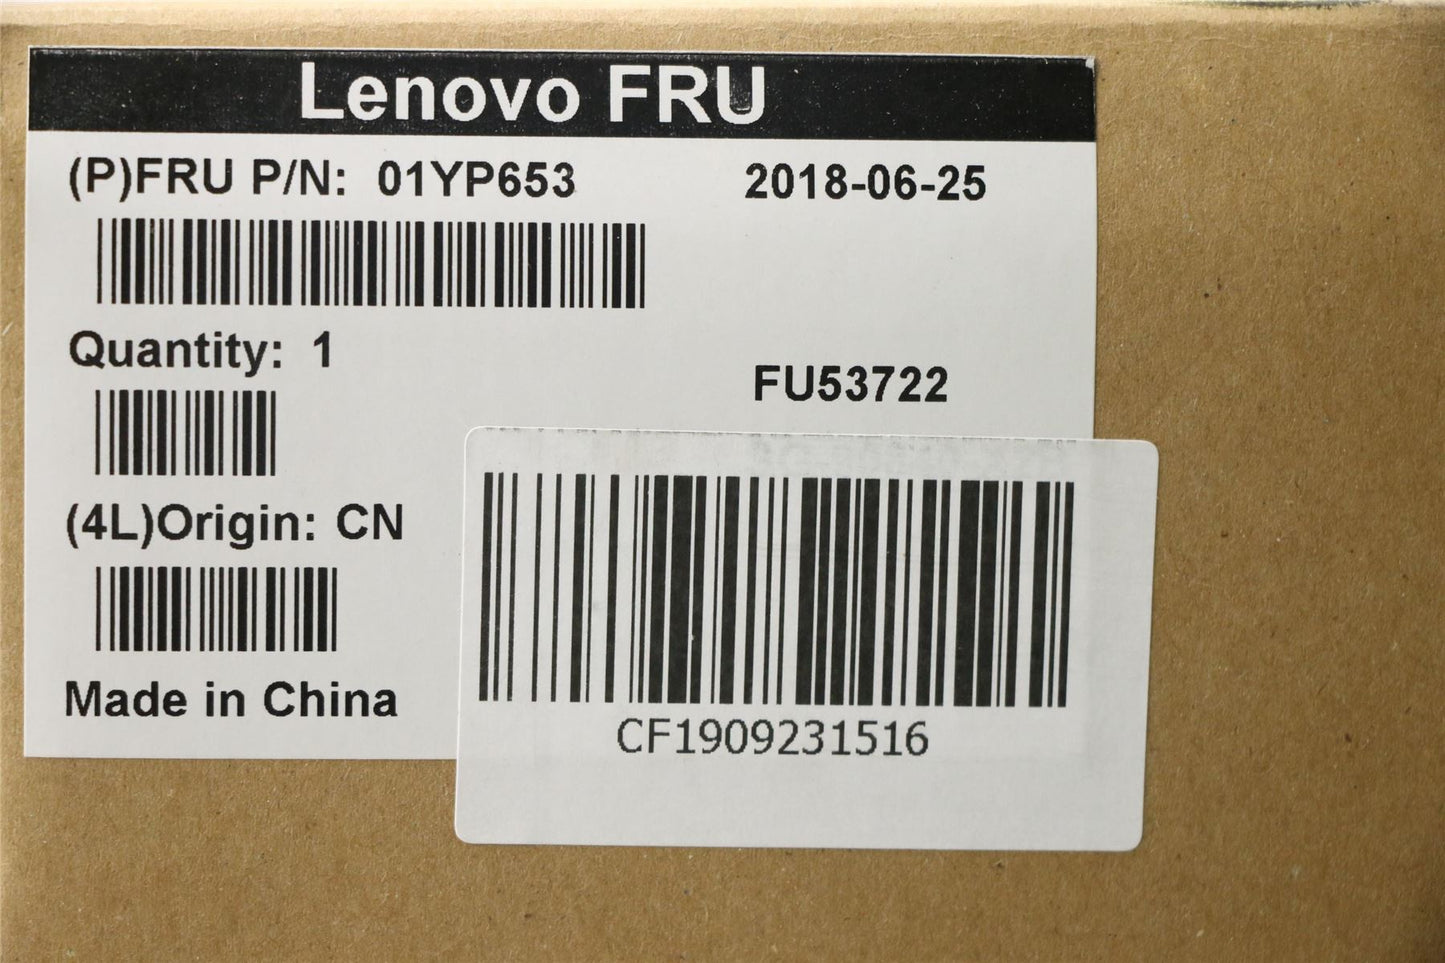 Lenovo FRU
(P)FRU P/N: 01YP653 2018-06-25
Quantity: 1
FU53722
(4L)Origin: CN
Made in China
CF1909231516